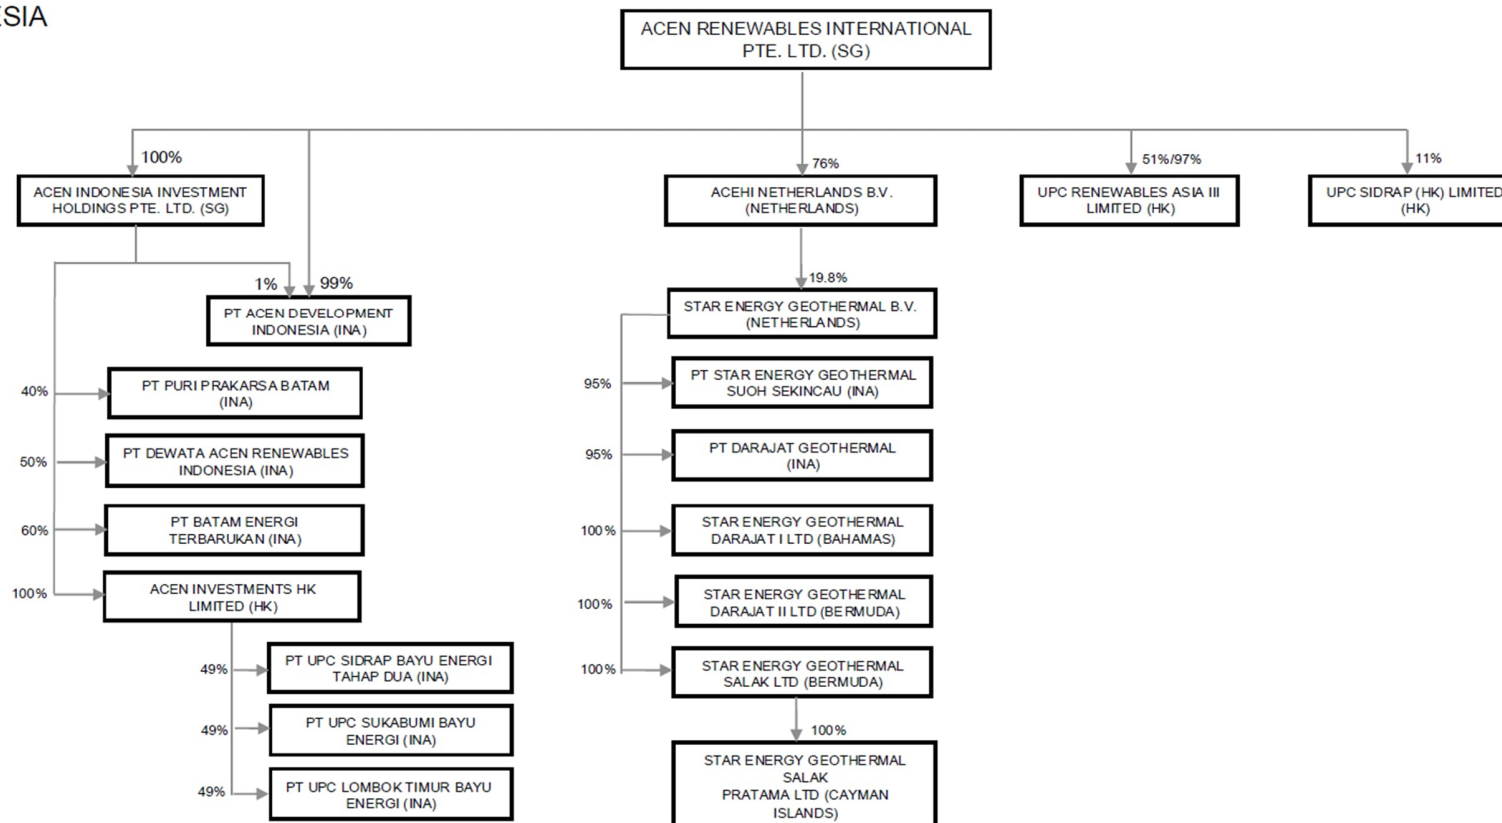 ESIA
ACEN RENEWABLES INTERNATIONAL
PTE. LTD. (SG)
100%
76%
51%/97%
11%
ACEN INDONESIA INVESTMENT
HOLDINGS PTE. LTD. (SG)
ACEHI NETHERLANDS B.V.
(NETHERLANDS)
UPC RENEWABLES ASIA III
LIMITED (HK)
UPC SIDRAP (HK) LIMITED
(HK)
1%
99%
19.8%
PT ACEN DEVELOPMENT
INDONESIA (INA)
STAR ENERGY GEOTHERMAL B.V.
(NETHERLANDS)
40%
PT PURI PRAKARSA BATAM
(INA)
95%
PT STAR ENERGY GEOTHERMAL
SUOH SEKINCAU (INA)
50%
PT DEWATA ACEN RENEWABLES
INDONESIA (INA)
95%
PT DARAJAT GEOTHERMAL
(INA)
60%
PT BATAM ENERGI
TERBARUKAN (INA)
100%
STAR ENERGY GEOTHERMAL
DARAJAT I LTD (BAHAMAS)
100%
ACEN INVESTMENTS HK
LIMITED (HK)
100%
STAR ENERGY GEOTHERMAL
DARAJAT II LTD (BERMUDA)
49%
PT UPC SIDRAP BAYU ENERGI
TAHAP DUA (INA)
100%
STAR ENERGY GEOTHERMAL
SALAK LTD (BERMUDA)
49%
PT UPC SUKABUMI BAYU
ENERGI (INA)
100%
49%
PT UPC LOMBOK TIMUR BAYU
ENERGI (INA)
STAR ENERGY GEOTHERMAL
SALAK
PRATAMA LTD (CAYMAN
ISLANDS)